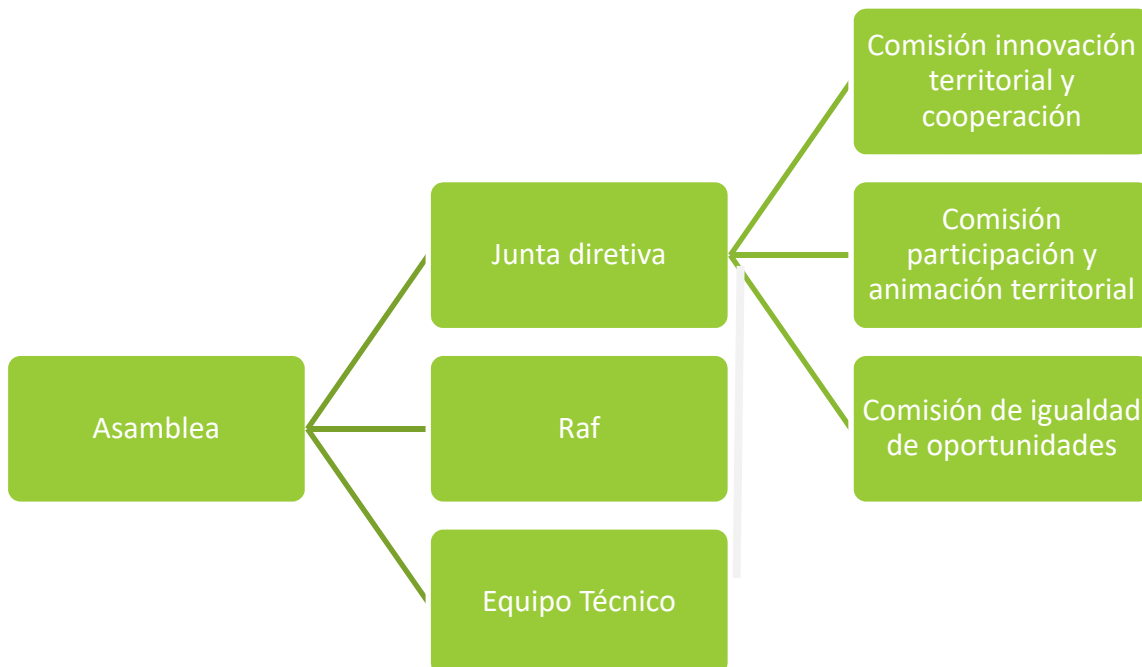 Asamblea
Junta diretiva
Raf
Equipo Técnico
Comisión innovación
territorial y
cooperación
Comisión
participación y
animación territorial
Comisión de igualdad
de oportunidades